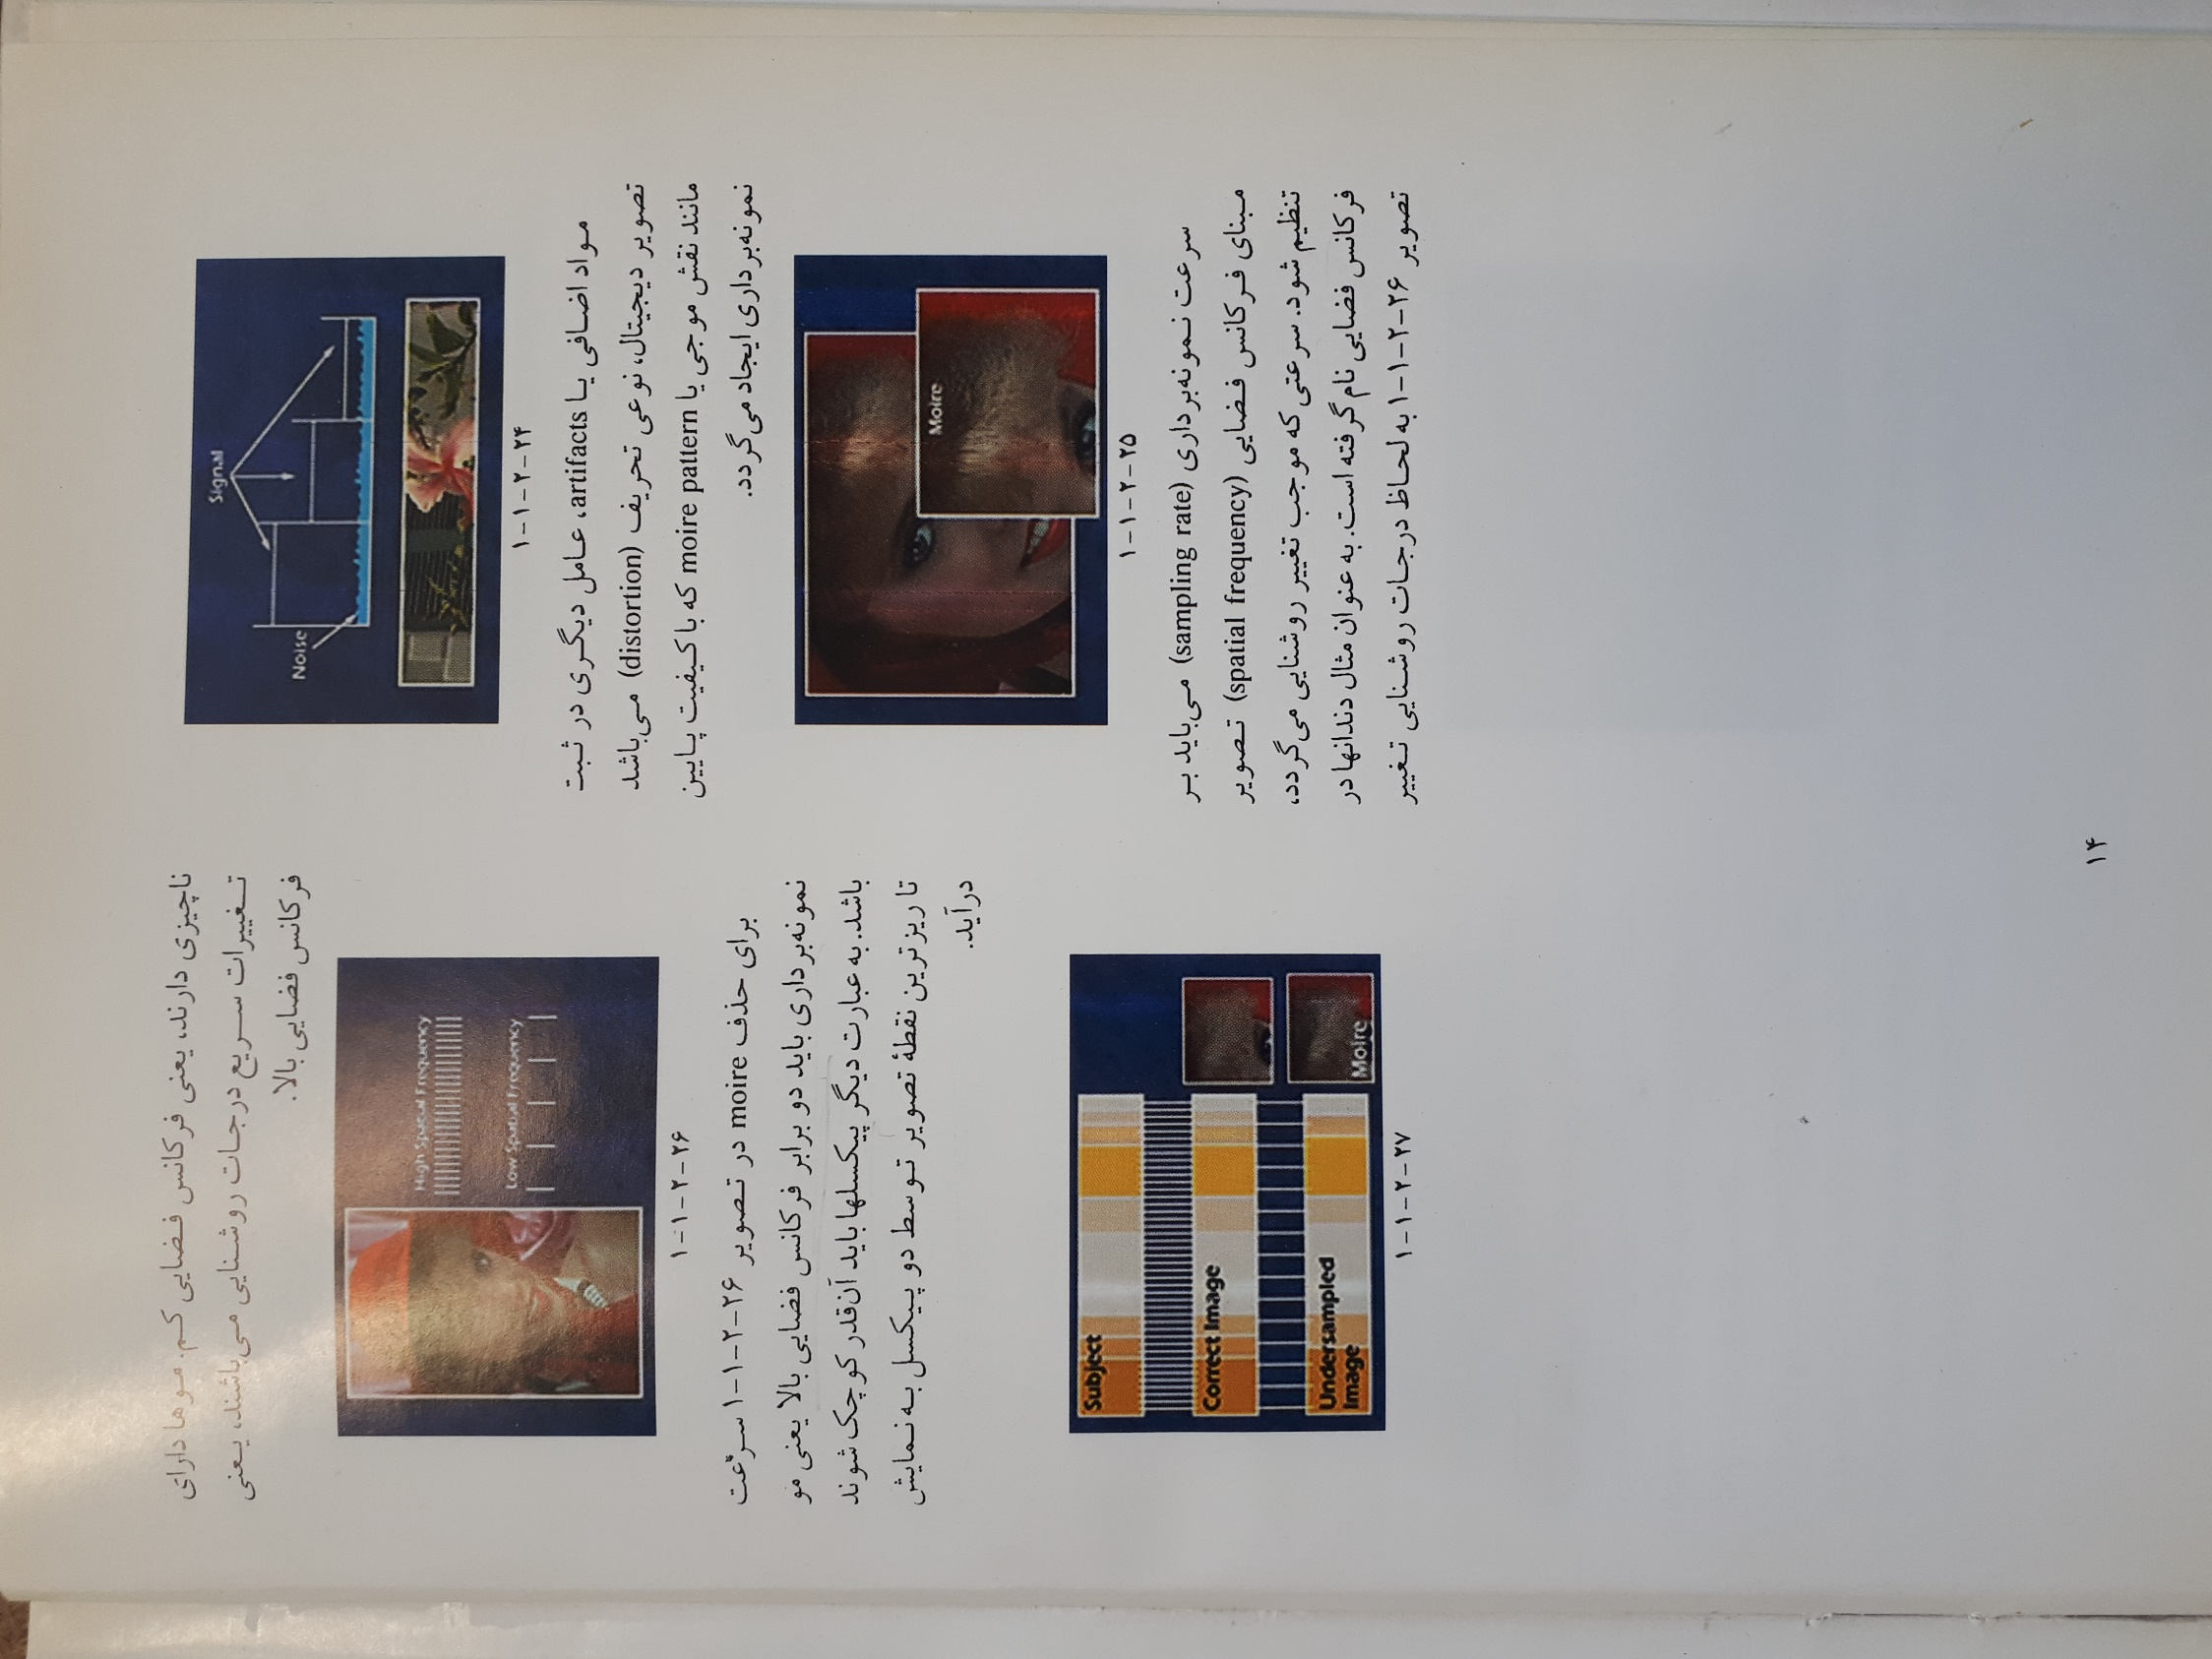 Signal
Noise
۱-۱-۲-۲۴
مواد اضافی یا artifacts، عامل دیگری در ثبت
تصویر دیجیتال، نوعی تحریف (distortion) می‌باشد
مانند نقش موجی یا moire pattern که با کیفیت پایین
نمونه‌برداری ایجاد می‌گردد.
Moire
۱-۱-۲-۲۵
سرعت نمونه‌برداری (sampling rate) می‌باید بر
مبنای فرکانس فضایی (spatial frequency) تصویر
تنظیم شود. سرعتی که موجب تغییر روشنایی می‌گردد،
فرکانس فضایی نام گرفته است. به عنوان مثال دندانها در
تصویر ۲۶-۲-۱-۱ به لحاظ درجات روشنایی تغییر
ناچیزی دارند، یعنی فرکانس فضایی کم. موها دارای
تغییرات سریع درجات روشنایی می‌باشند، یعنی
فرکانس فضایی بالا.
High Spatial Frequency
Low Spatial Frequency
۱-۱-۲-۲۶
برای حذف moire در تصویر ۲۶-۲-۱-۱ سرعت
نمونه‌برداری باید دو برابر فرکانس فضایی بالا یعنی مو
باشد. به عبارت دیگر پیکسلها باید آن‌قدر کوچک شوند
تا ریزترین نقطهٔ تصویر توسط دو پیکسل به نمایش
درآید.
Subject
Correct Image
Undersampled
Image
Moire
۱-۱-۲-۲۷
۱۴